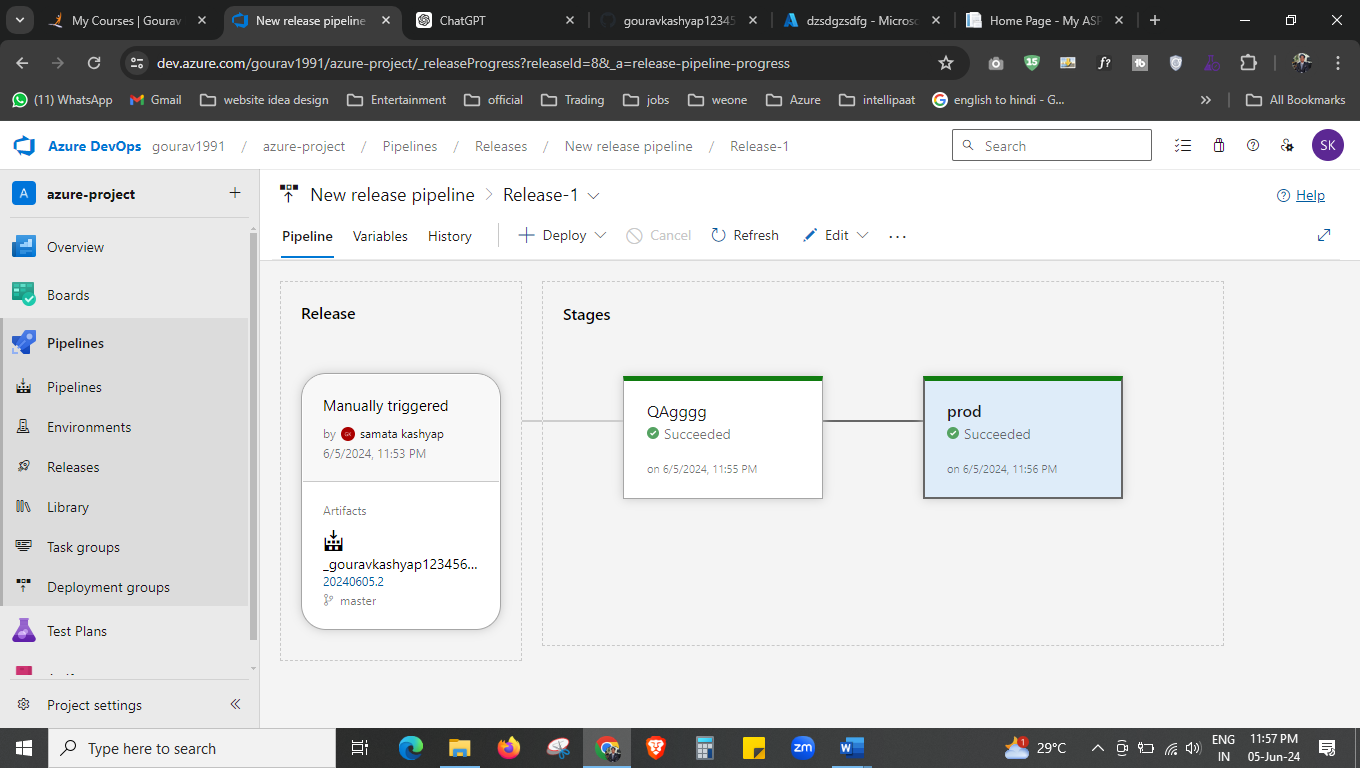 My Courses | Gourav
New release pipeline
ChatGPT
gouravkashyap12345
dzsdgzsdfg - Microso
Home Page - My ASP
dev.azure.com/gourav1991/azure-project/_releaseProgress?releaseId=8&_a=release-pipeline-progress
15
f?
1
(11) WhatsApp
Gmail
website idea design
Entertainment
official
Trading
jobs
weone
Azure
intellipaat
english to hindi - G...
All Bookmarks
Azure DevOps
gourav1991 / azure-project / Pipelines / Releases / New release pipeline / Release-1
Search
SK
A
azure-project
New release pipeline > Release-1
Help
Pipeline
Variables
History
Deploy
Cancel
Refresh
Edit
Overview
Boards
Pipelines
Pipelines
Environments
Releases
Library
Task groups
Deployment groups
Test Plans
Project settings
Release
Manually triggered
by samata kashyap
6/5/2024, 11:53 PM
Artifacts
_gouravkashyap123456...
20240605.2
master
Stages
QAgggg
Succeeded
on 6/5/2024, 11:55 PM
prod
Succeeded
on 6/5/2024, 11:56 PM
Type here to search
zm
29°C
ENG
IN
11:57 PM
05-Jun-24